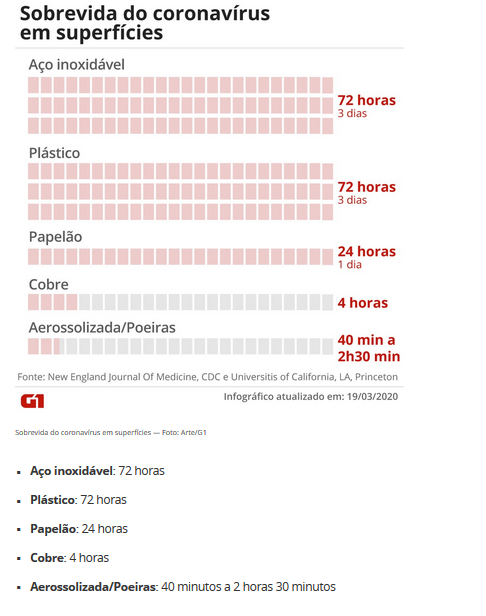 Sobrevida do coronavírus
em superfícies
Aço inoxidável
72 horas
3 dias
Plástico
72 horas
3 dias
Papelão
24 horas
1 dia
Cobre
4 horas
Aerossolizada/Poeiras
40 min a
2h30 min
Fonte: New England Journal Of Medicine, CDC e Universitis of California, LA, Princeton
G1
Infográfico atualizado em: 19/03/2020
Sobrevida do coronavírus em superfícies — Foto: Arte/G1
▪ Aço inoxidável: 72 horas
▪ Plástico: 72 horas
▪ Papelão: 24 horas
▪ Cobre: 4 horas
▪ Aerossolizada/Poeiras: 40 minutos a 2 horas 30 minutos